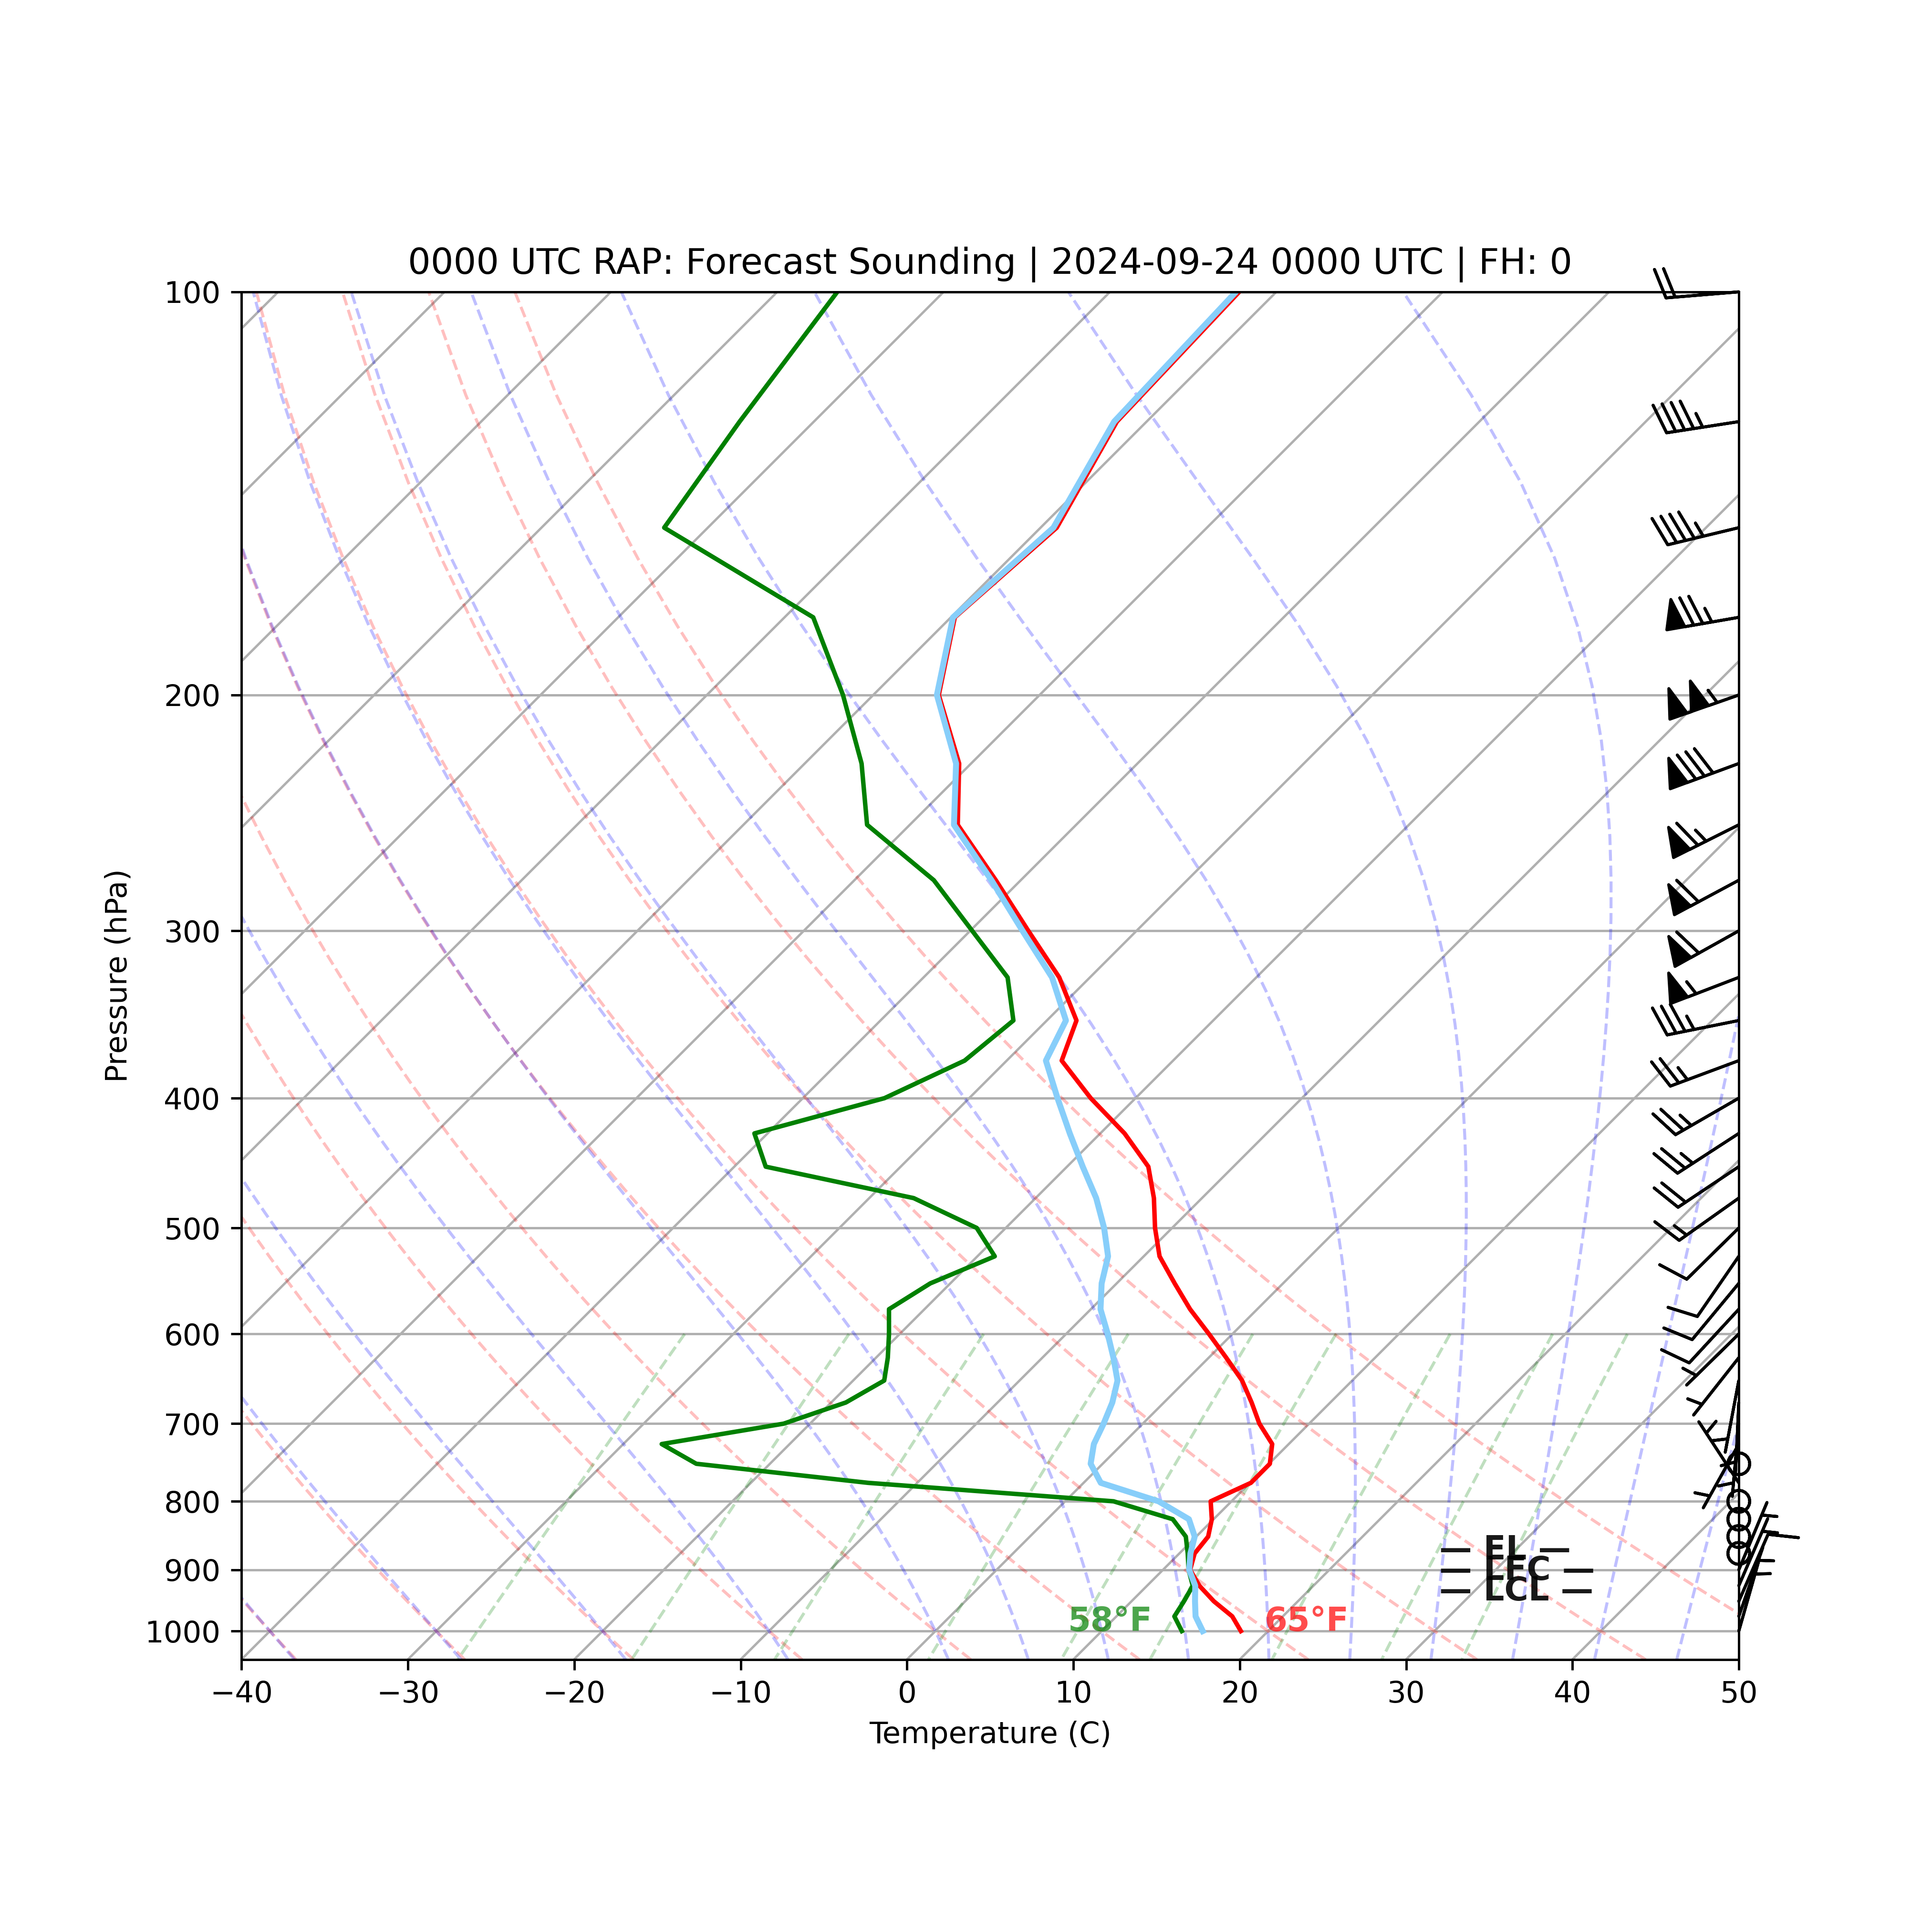 0000 UTC RAP: Forecast Sounding | 2024-09-24 0000 UTC | FH: 0
100
200
300
400
500
600
700
800
900
1000
Pressure (hPa)
— EL —
— LFC —
— LCL —
58°F
65°F
−40 −30 −20 −10 0 10 20 30 40 50
Temperature (C)